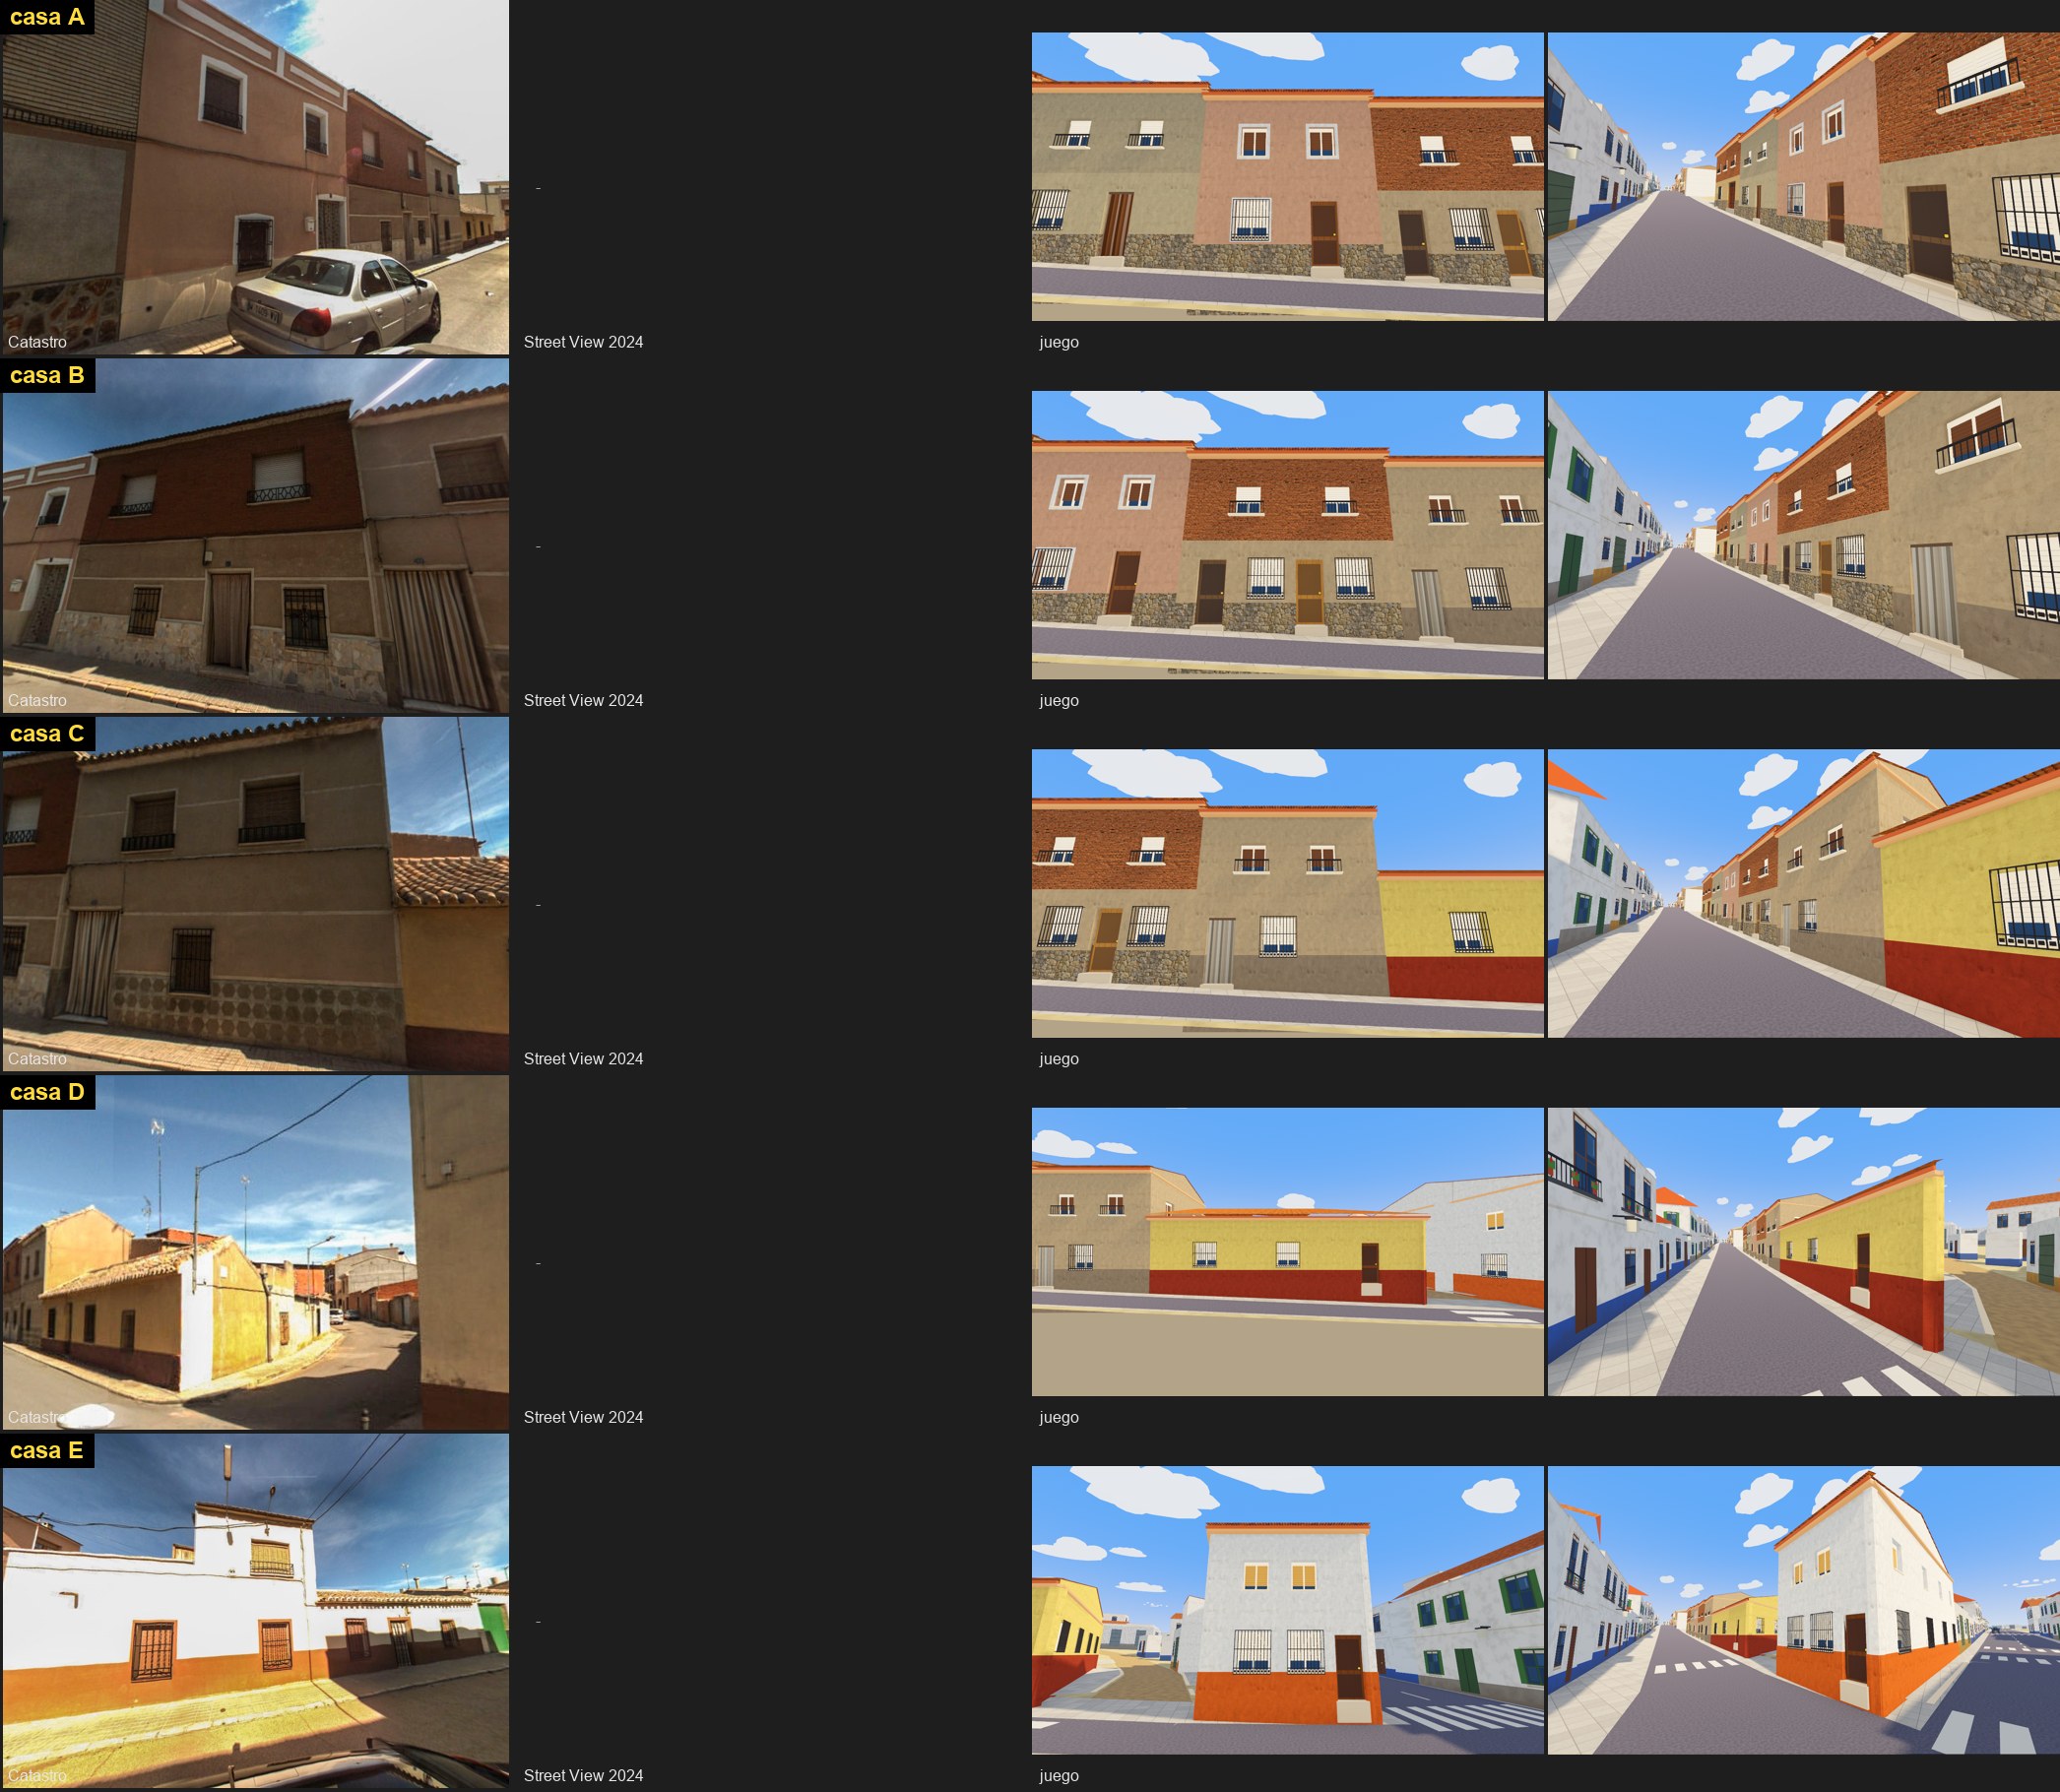 casa A
-
Catastro
Street View 2024
juego
casa B
-
Catastro
Street View 2024
juego
casa C
-
Catastro
Street View 2024
juego
casa D
-
Catastro
Street View 2024
juego
casa E
-
Catastro
Street View 2024
juego